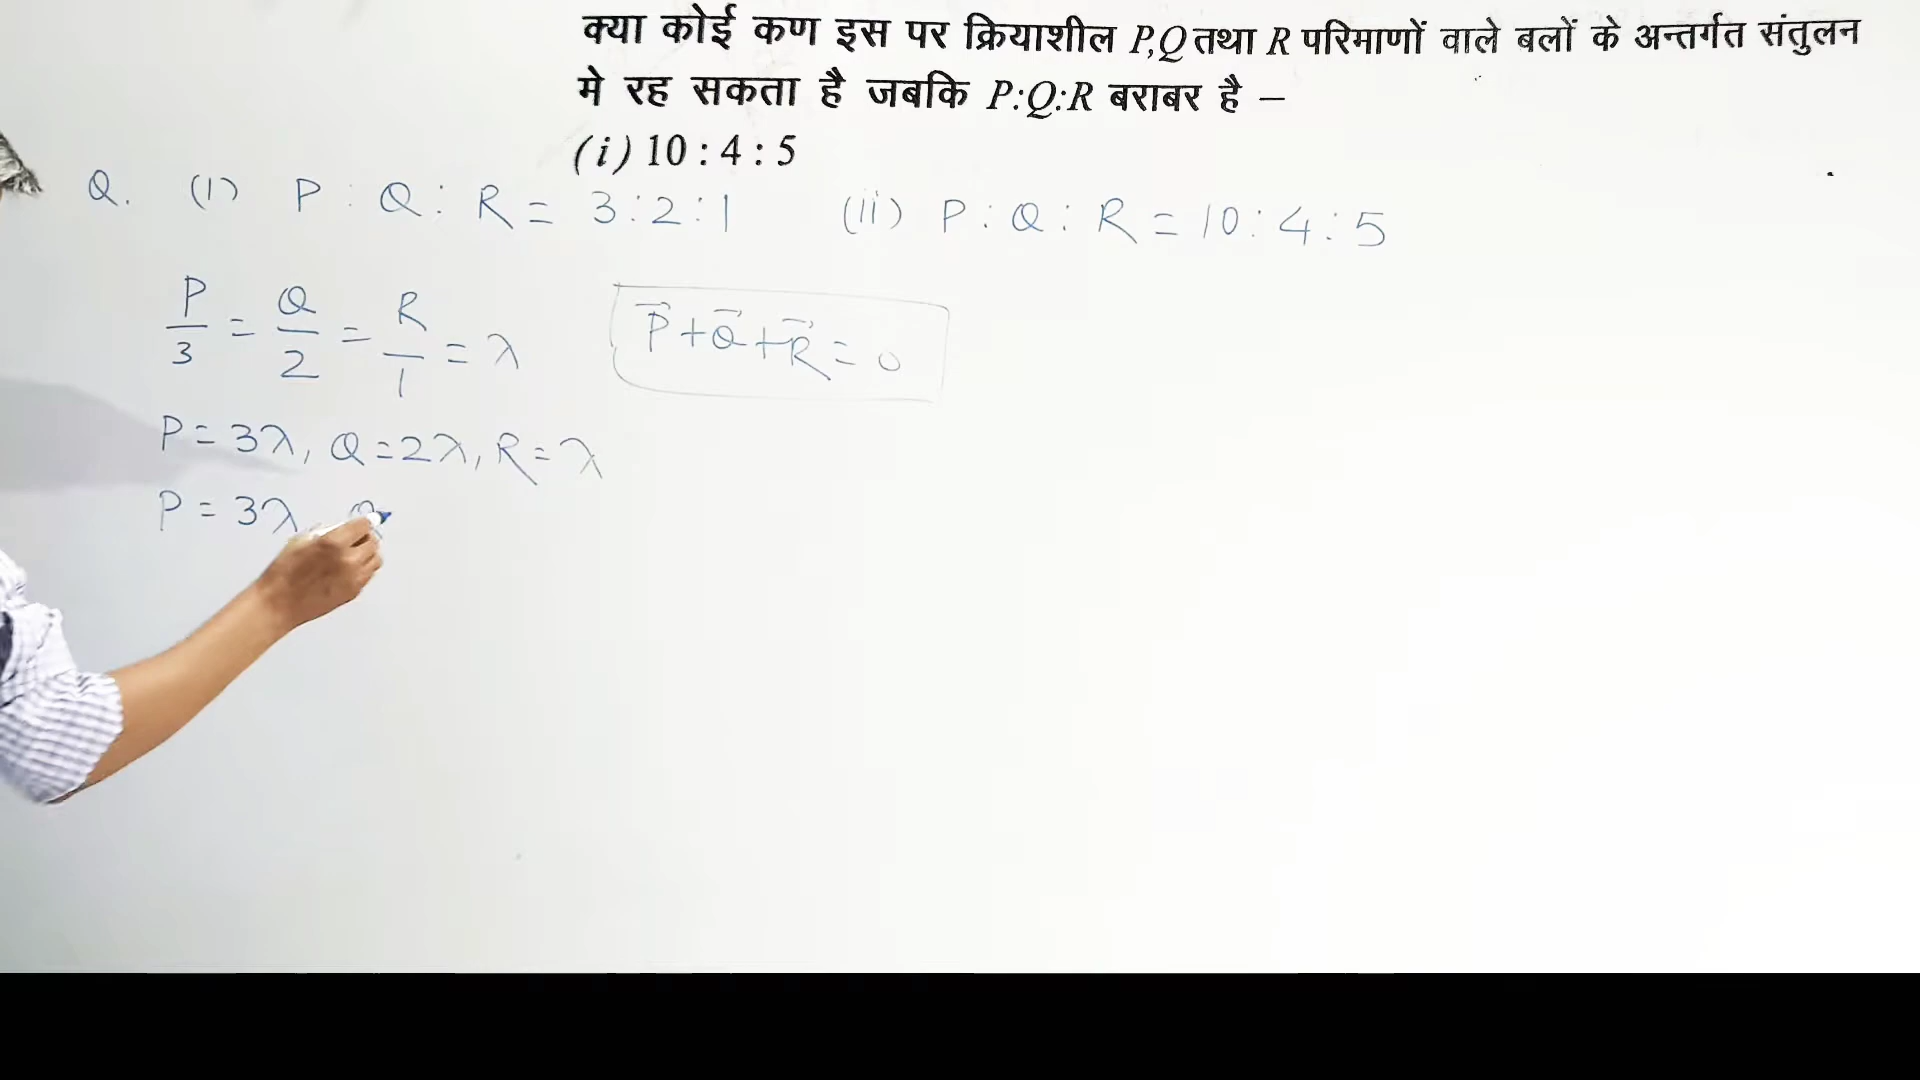 क्या कोई कण इस पर क्रियाशील P,Q तथा R परिमाणों वाले बलों के अन्तर्गत संतुलन
मे रह सकता है जबकि P:Q:R बराबर है –
(i) 10 : 4 : 5
Q. (1) P : Q : R = 3 : 2 : 1 (ii) P : Q : R = 10 : 4 : 5
P/3 = Q/2 = R/1 = λ
P⃗ + Q⃗ + R⃗ = 0
P = 3λ, Q = 2λ, R = λ
P = 3λ